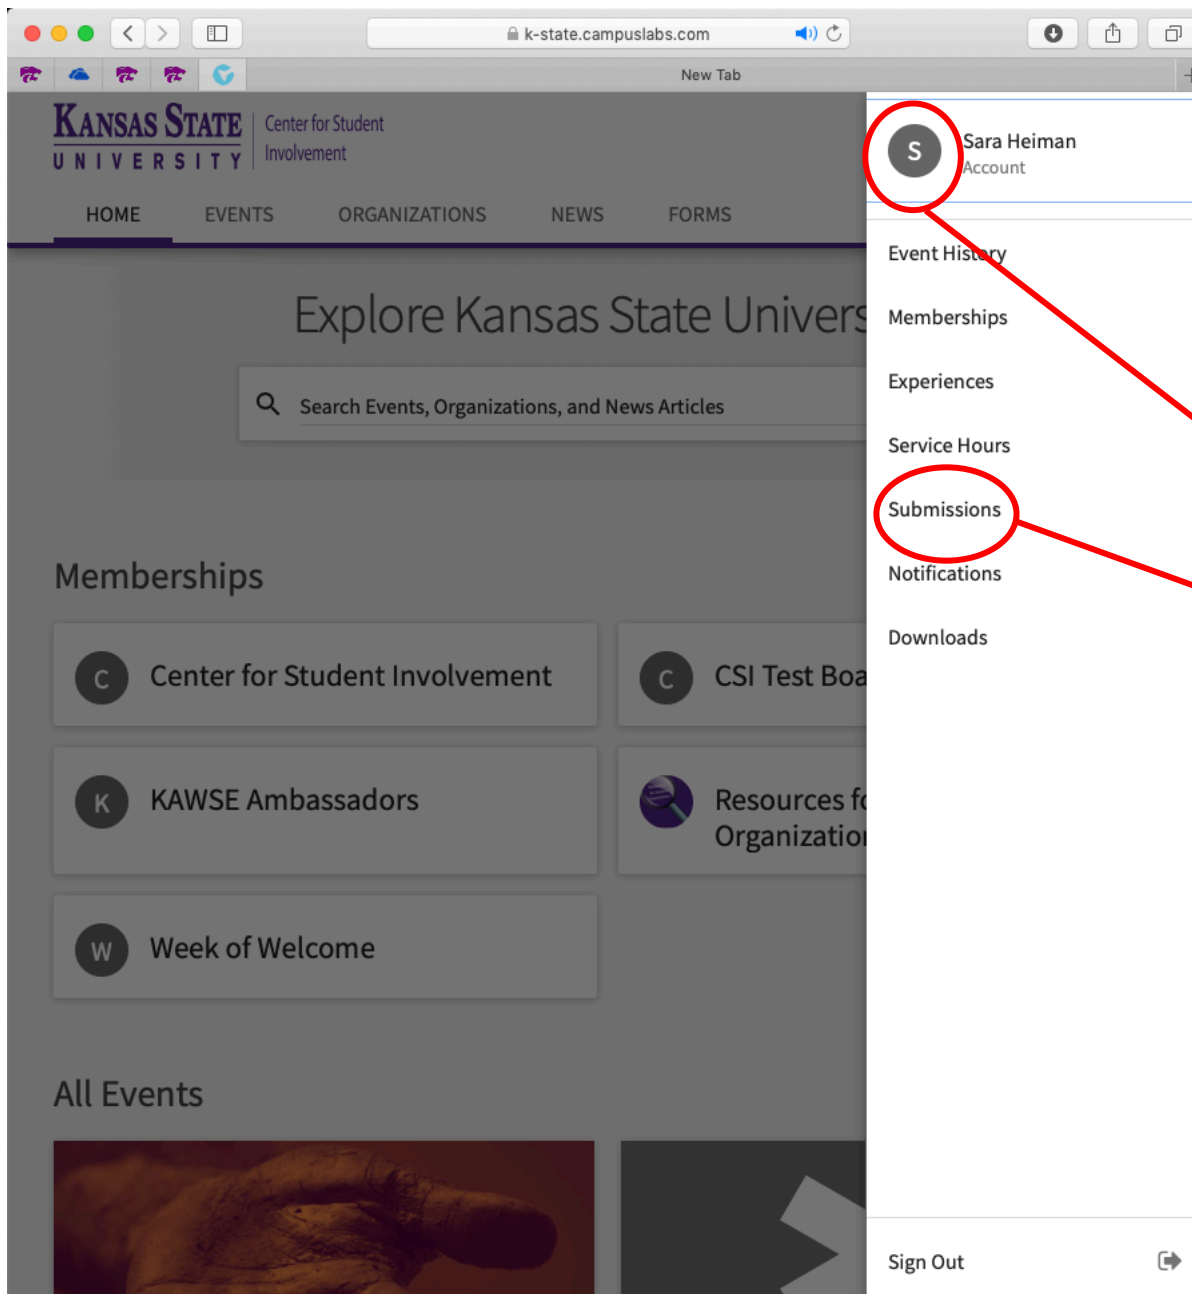 k-state.campuslabs.com
New Tab
KANSAS STATE
UNIVERSITY
Center for Student
Involvement
HOME EVENTS ORGANIZATIONS NEWS FORMS
Explore Kansas State Univers
Search Events, Organizations, and News Articles
Memberships
C Center for Student Involvement
C CSI Test Boa
K KAWSE Ambassadors
Resources fo
Organization
W Week of Welcome
All Events
S
Sara Heiman
Account
Event History
Memberships
Experiences
Service Hours
Submissions
Notifications
Downloads
Sign Out